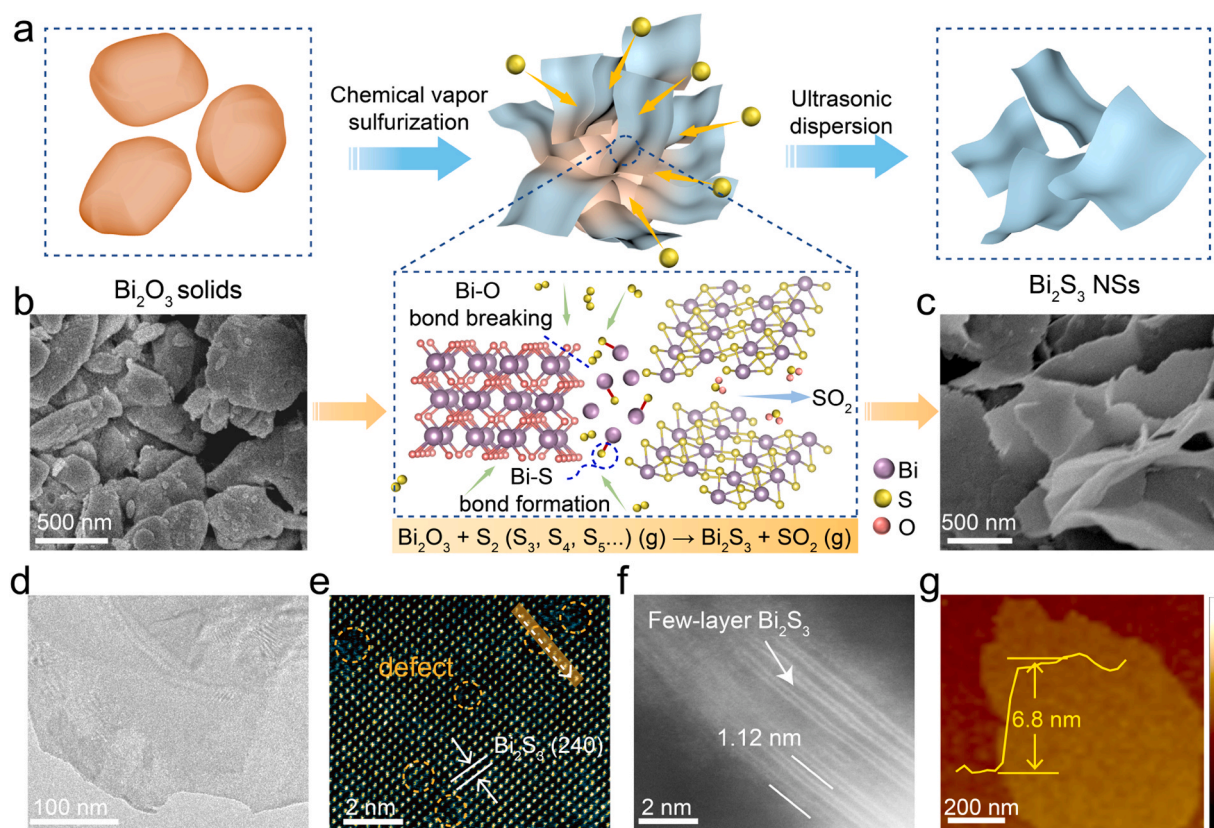 a
Chemical vapor
sulfurization
Ultrasonic
dispersion
Bi₂O₃ solids
Bi₂S₃ NSs
b
500 nm
Bi-O
bond breaking
SO₂
Bi-S
bond formation
Bi
S
O
Bi₂O₃ + S₂ (S₃, S₄, S₅...) (g) → Bi₂S₃ + SO₂ (g)
c
500 nm
d
100 nm
e
defect
Bi₂S₃ (240)
2 nm
f
Few-layer Bi₂S₃
1.12 nm
2 nm
g
6.8 nm
200 nm